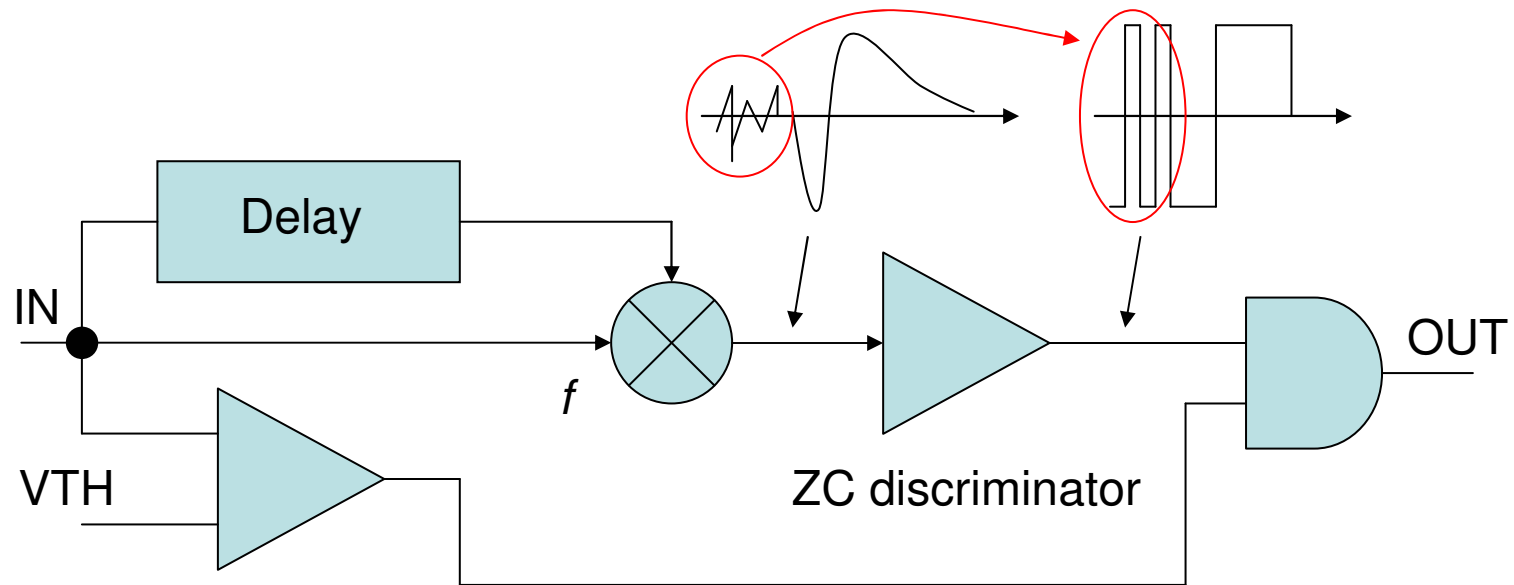 Delay
IN
f
OUT
VTH
ZC discriminator